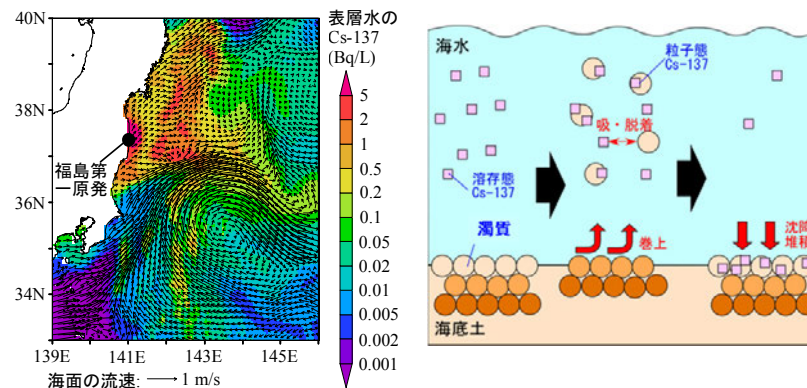 表層水の
Cs-137
(Bq/L)
40N
38N
36N
34N
139E
141E
143E
145E
福島第
一原発
5
2
1
0.5
0.2
0.1
0.05
0.02
0.01
0.005
0.002
0.001
海面の流速:
1 m/s
海水
粒子態
Cs-137
吸・脱着
溶存態
Cs-137
濁質
巻上
沈降
堆積
海底土